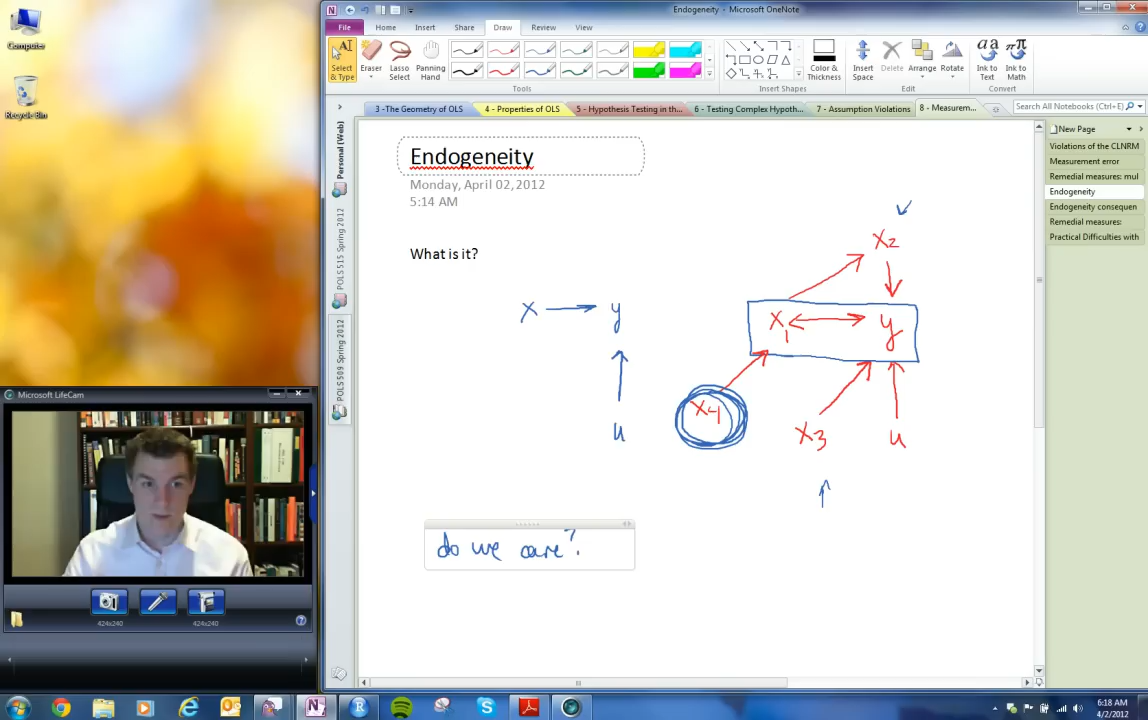 Endogeneity - Microsoft OneNote
File Home Insert Share Draw Review View
Select & Type
Eraser
Lasso Select
Panning Hand
Color & Thickness
Insert Space
Delete
Arrange
Rotate
Ink to Text
Ink to Math
Tools
Insert Shapes
Edit
Convert
Computer
Recycle Bin
3 -The Geometry of OLS
4 - Properties of OLS
5 - Hypothesis Testing in th...
6 - Testing Complex Hypoth...
7 - Assumption Violations
8 - Measurem...
Search All Notebooks (Ctrl+E)
Personal (Web)
POLS 515 Spring 2012
POLS 509 Spring 2012
New Page
Violations of the CLNRM
Measurement error
Remedial measures: mul
Endogeneity
Endogeneity consequen
Remedial measures:
Practical Difficulties with
Endogeneity
Monday, April 02, 2012
5:14 AM
What is it?
x → y
u
x2
x1 ↔ y
x4
x3
u
do we care?
Microsoft LifeCam
424x240
424x240
6:18 AM
4/2/2012